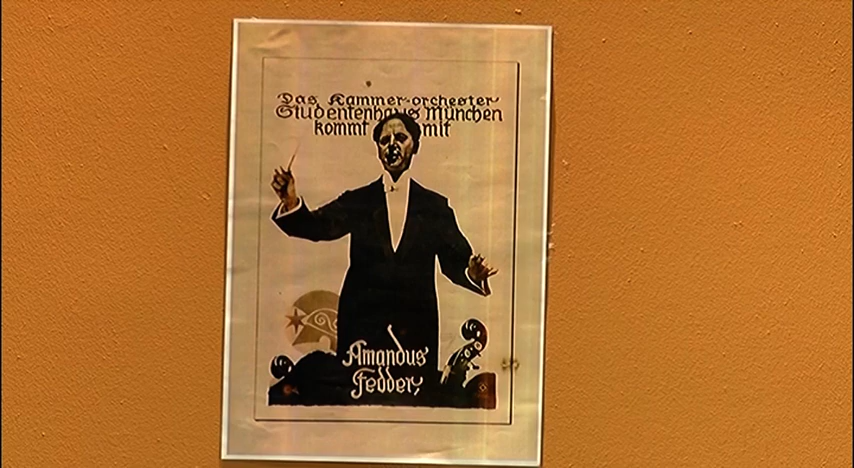 Das Kammer-orchester
Studentenhaus München
kommt mit
Amandus
Fedder,